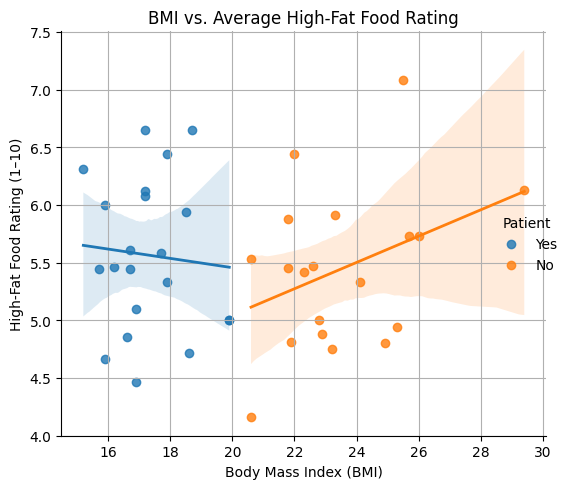 BMI vs. Average High-Fat Food Rating
7.5
7.0
6.5
6.0
5.5
5.0
4.5
4.0
High-Fat Food Rating (1–10)
Patient
Yes
No
16
18
20
22
24
26
28
30
Body Mass Index (BMI)